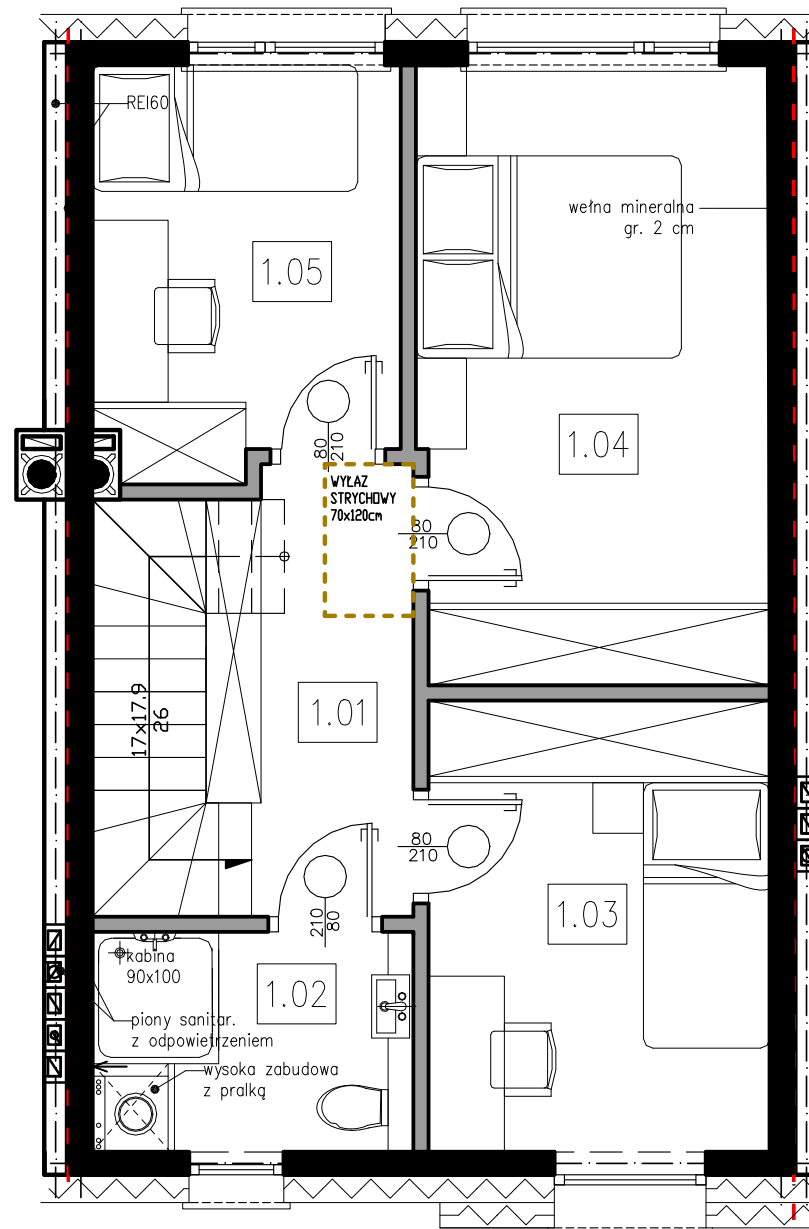 REI60
wełna mineralna
gr. 2 cm
1.05
1.04
80
210
WYŁAZ
STRYCHOWY
70x120cm
80
210
17x17.9
26
1.01
80
210
1.03
210
80
kabina
90x100
1.02
piony sanitar.
z odpowietrzeniem
wysoka zabudowa
z pralką